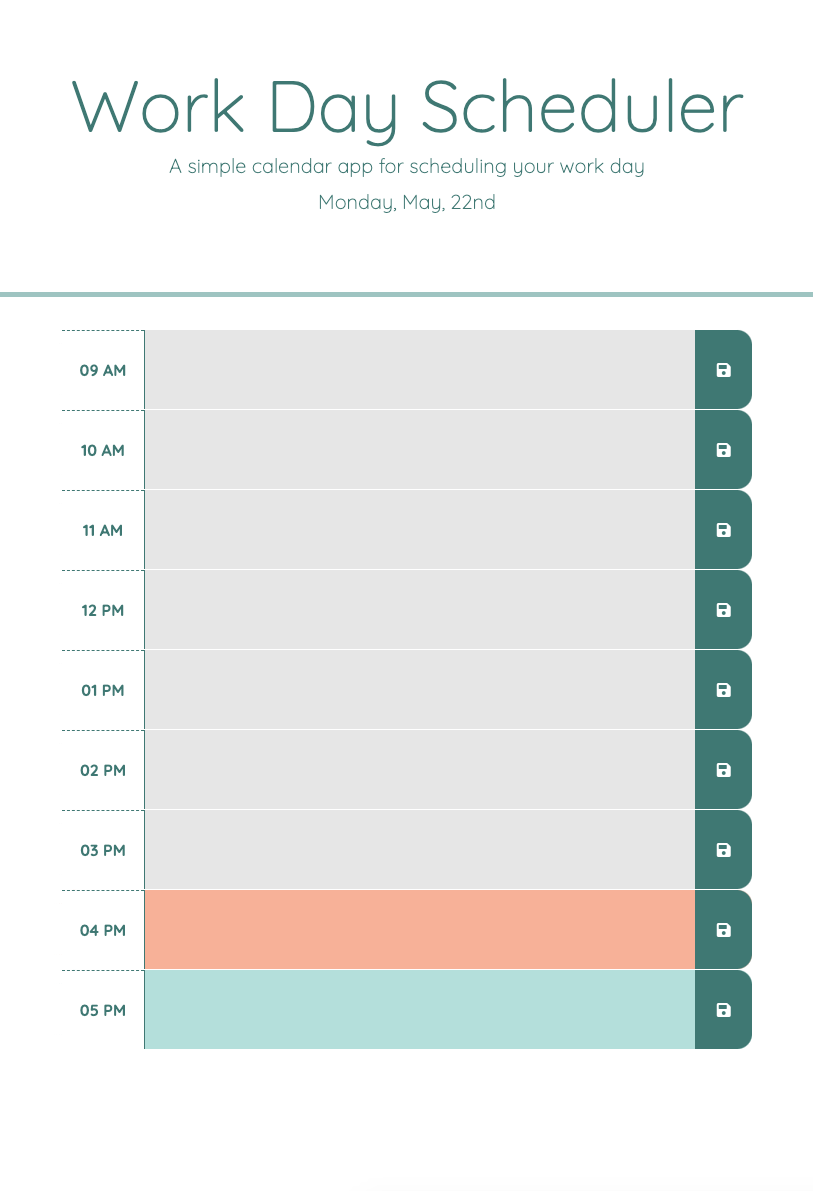 Work Day Scheduler
A simple calendar app for scheduling your work day
Monday, May, 22nd
09 AM
10 AM
11 AM
12 PM
01 PM
02 PM
03 PM
04 PM
05 PM